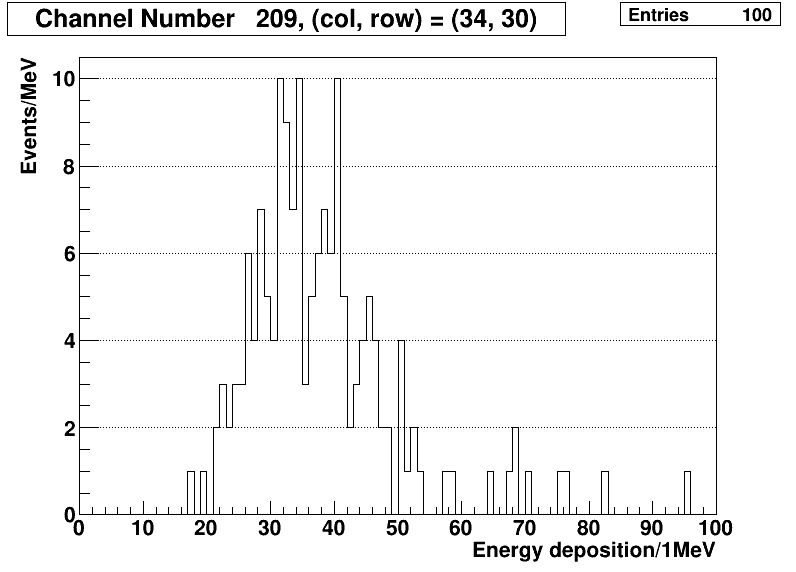 Channel Number 209, (col, row) = (34, 30)
Entries 100
Events/MeV
10
8
6
4
2
0
0 10 20 30 40 50 60 70 80 90 100
Energy deposition/1MeV